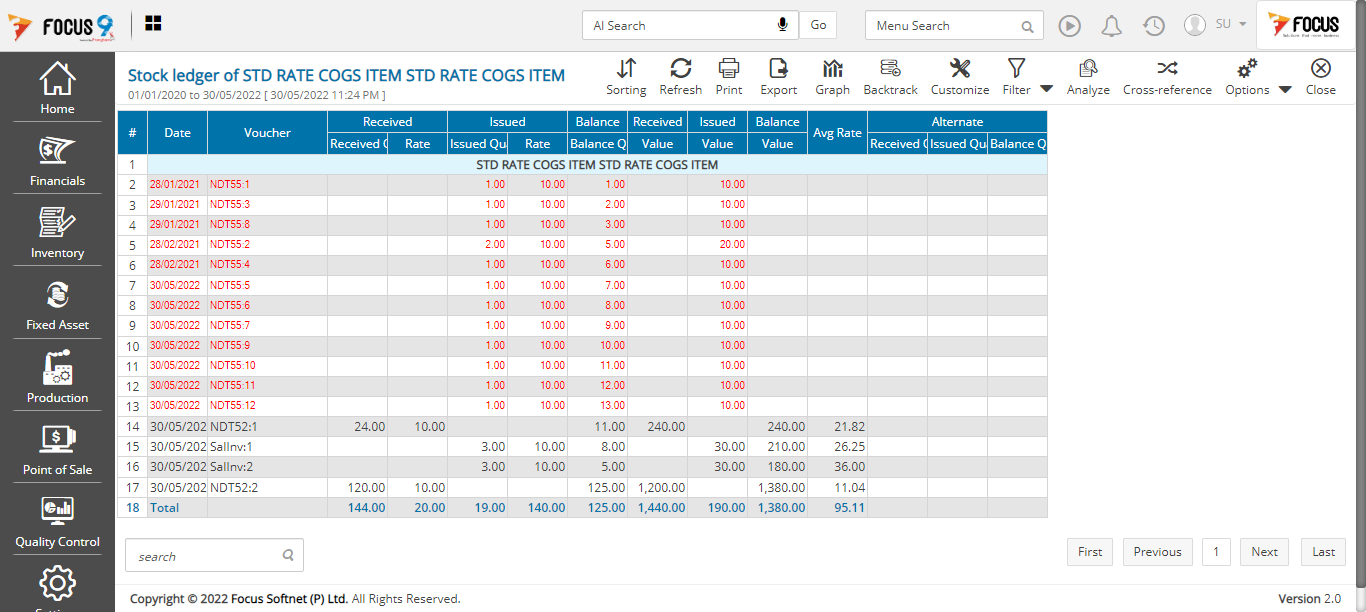 FOCUS 9
AI Search
Go
Menu Search
SU
FOCUS
Home
Financials
Inventory
Fixed Asset
Production
Point of Sale
Quality Control
Stock ledger of STD RATE COGS ITEM STD RATE COGS ITEM
01/01/2020 to 30/05/2022 [ 30/05/2022 11:24 PM ]
Sorting Refresh Print Export Graph Backtrack Customize Filter Analyze Cross-reference Options Close
# Date Voucher Received Issued Balance Received Issued Balance Avg Rate Alternate
Received Q Rate Issued Qua Rate Balance Q Value Value Value Received Q Issued Qua Balance Q
1 STD RATE COGS ITEM STD RATE COGS ITEM
2 28/01/2021 NDT55:1 1.00 10.00 1.00 10.00
3 29/01/2021 NDT55:3 1.00 10.00 2.00 10.00
4 29/01/2021 NDT55:8 1.00 10.00 3.00 10.00
5 28/02/2021 NDT55:2 2.00 10.00 5.00 20.00
6 28/02/2021 NDT55:4 1.00 10.00 6.00 10.00
7 30/05/2022 NDT55:5 1.00 10.00 7.00 10.00
8 30/05/2022 NDT55:6 1.00 10.00 8.00 10.00
9 30/05/2022 NDT55:7 1.00 10.00 9.00 10.00
10 30/05/2022 NDT55:9 1.00 10.00 10.00 10.00
11 30/05/2022 NDT55:10 1.00 10.00 11.00 10.00
12 30/05/2022 NDT55:11 1.00 10.00 12.00 10.00
13 30/05/2022 NDT55:12 1.00 10.00 13.00 10.00
14 30/05/202 NDT52:1 24.00 10.00 11.00 240.00 240.00 21.82
15 30/05/202 SalInv:1 3.00 10.00 8.00 30.00 210.00 26.25
16 30/05/202 SalInv:2 3.00 10.00 5.00 30.00 180.00 36.00
17 30/05/202 NDT52:2 120.00 10.00 125.00 1,200.00 1,380.00 11.04
18 Total 144.00 20.00 19.00 140.00 125.00 1,440.00 190.00 1,380.00 95.11
search
First Previous 1 Next Last
Copyright © 2022 Focus Softnet (P) Ltd. All Rights Reserved.
Version 2.0